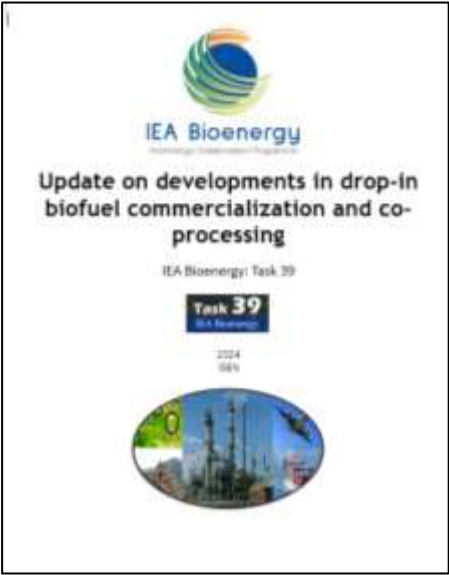 IEA Bioenergy
Update on developments in drop-in
biofuel commercialization and co-
processing
IEA Bioenergy: Task 39
Task 39
IEA Bioenergy
2024